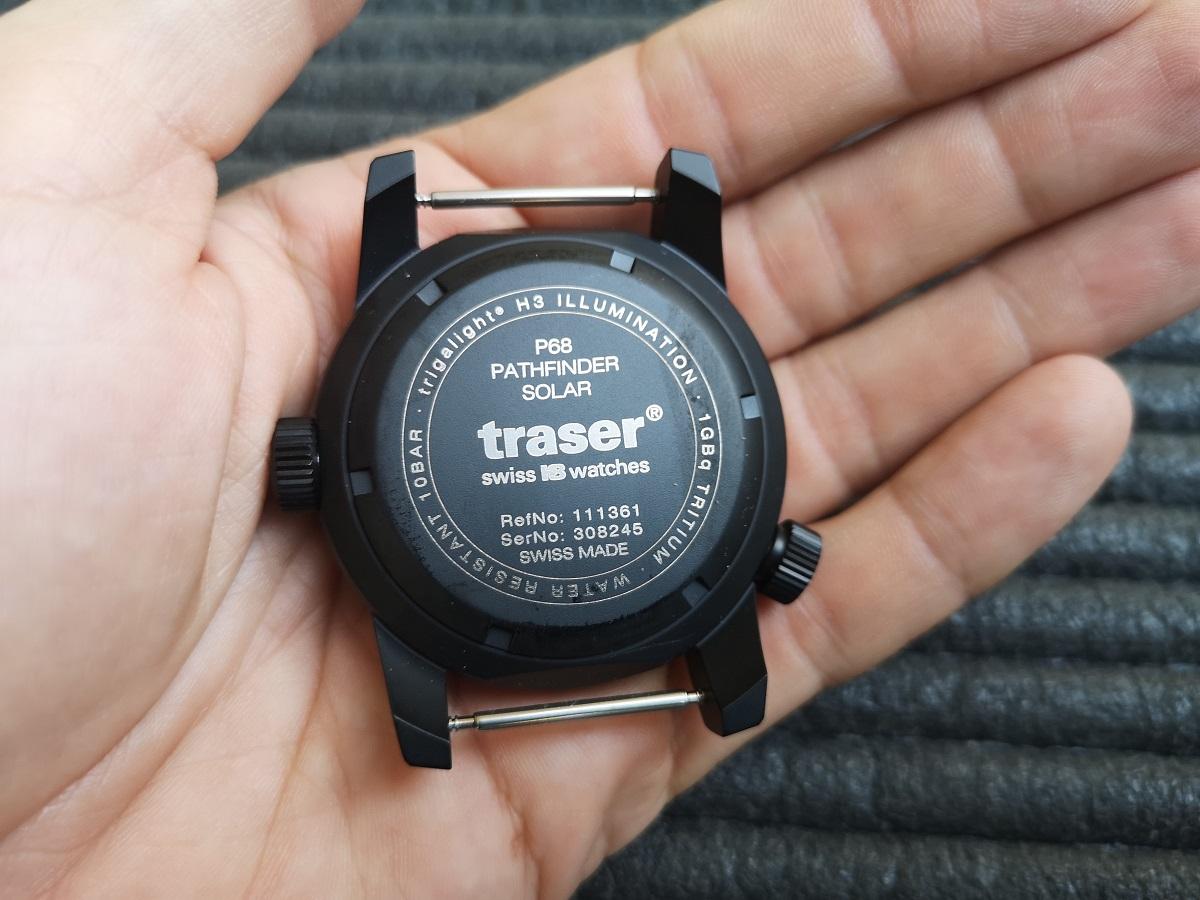 trigalight® H3 ILLUMINATION · 1GBq TRITIUM · WATER RESISTANT 10BAR ·
P68
PATHFINDER
SOLAR
traser®
swiss H3 watches
RefNo: 111361
SerNo: 308245
SWISS MADE